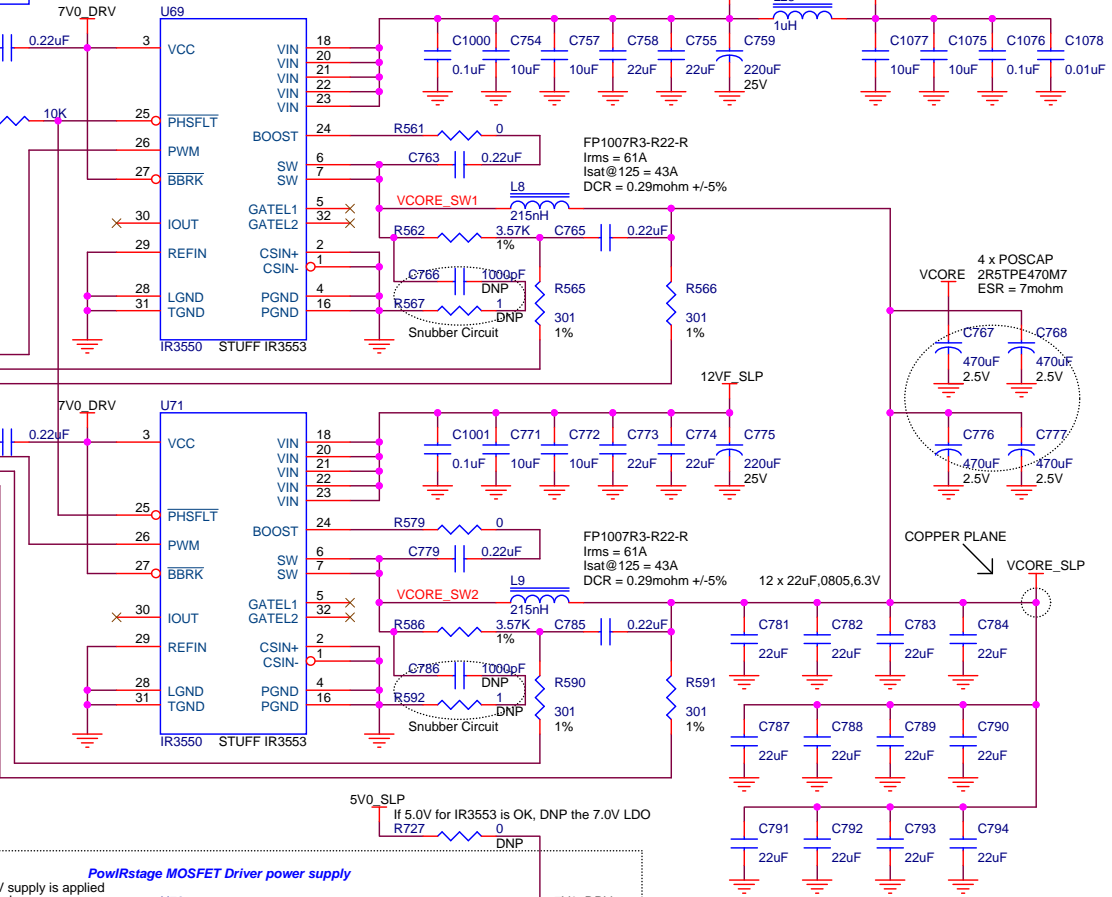 7V0_DRV
U69
0.22uF
3
VCC
VIN
18
VIN
20
VIN
21
VIN
22
VIN
23
10K
25
PHSFLT
26
PWM
27
BBRK
30
IOUT
29
REFIN
28
LGND
31
TGND
BOOST
24
SW
6
SW
7
GATEL1
5
GATEL2
32
CSIN+
2
CSIN-
1
PGND
4
PGND
16
IR3550
STUFF IR3553
C1000
0.1uF
C754
10uF
C757
10uF
C758
22uF
C755
22uF
C759
220uF
25V
1uH
C1077
10uF
C1075
10uF
C1076
0.1uF
C1078
0.01uF
R561
0
C763
0.22uF
FP1007R3-R22-R
Irms = 61A
Isat@125 = 43A
DCR = 0.29mohm +/-5%
VCORE_SW1
L8
215nH
R562
3.57K
1%
C765
0.22uF
C766
1000pF
DNP
R567
1
DNP
Snubber Circuit
R565
301
1%
R566
301
1%
VCORE
4 x POSCAP
2R5TPE470M7
ESR = 7mohm
C767
470uF
2.5V
C768
470uF
2.5V
C776
470uF
2.5V
C777
470uF
2.5V
7V0_DRV
U71
0.22uF
3
VCC
VIN
18
VIN
20
VIN
21
VIN
22
VIN
23
25
PHSFLT
26
PWM
27
BBRK
30
IOUT
29
REFIN
28
LGND
31
TGND
BOOST
24
SW
6
SW
7
GATEL1
5
GATEL2
32
CSIN+
2
CSIN-
1
PGND
4
PGND
16
IR3550
STUFF IR3553
12VF_SLP
C1001
0.1uF
C771
10uF
C772
10uF
C773
22uF
C774
22uF
C775
220uF
25V
R579
0
C779
0.22uF
FP1007R3-R22-R
Irms = 61A
Isat@125 = 43A
DCR = 0.29mohm +/-5%
VCORE_SW2
L9
215nH
R586
3.57K
1%
C785
0.22uF
C786
1000pF
DNP
R592
1
DNP
Snubber Circuit
R590
301
1%
R591
301
1%
12 x 22uF,0805,6.3V
COPPER PLANE
VCORE_SLP
C781
22uF
C782
22uF
C783
22uF
C784
22uF
C787
22uF
C788
22uF
C789
22uF
C790
22uF
C791
22uF
C792
22uF
C793
22uF
C794
22uF
5V0_SLP
If 5.0V for IR3553 is OK, DNP the 7.0V LDO
R727
0
DNP
PowIRstage MOSFET Driver power supply
V supply is applied